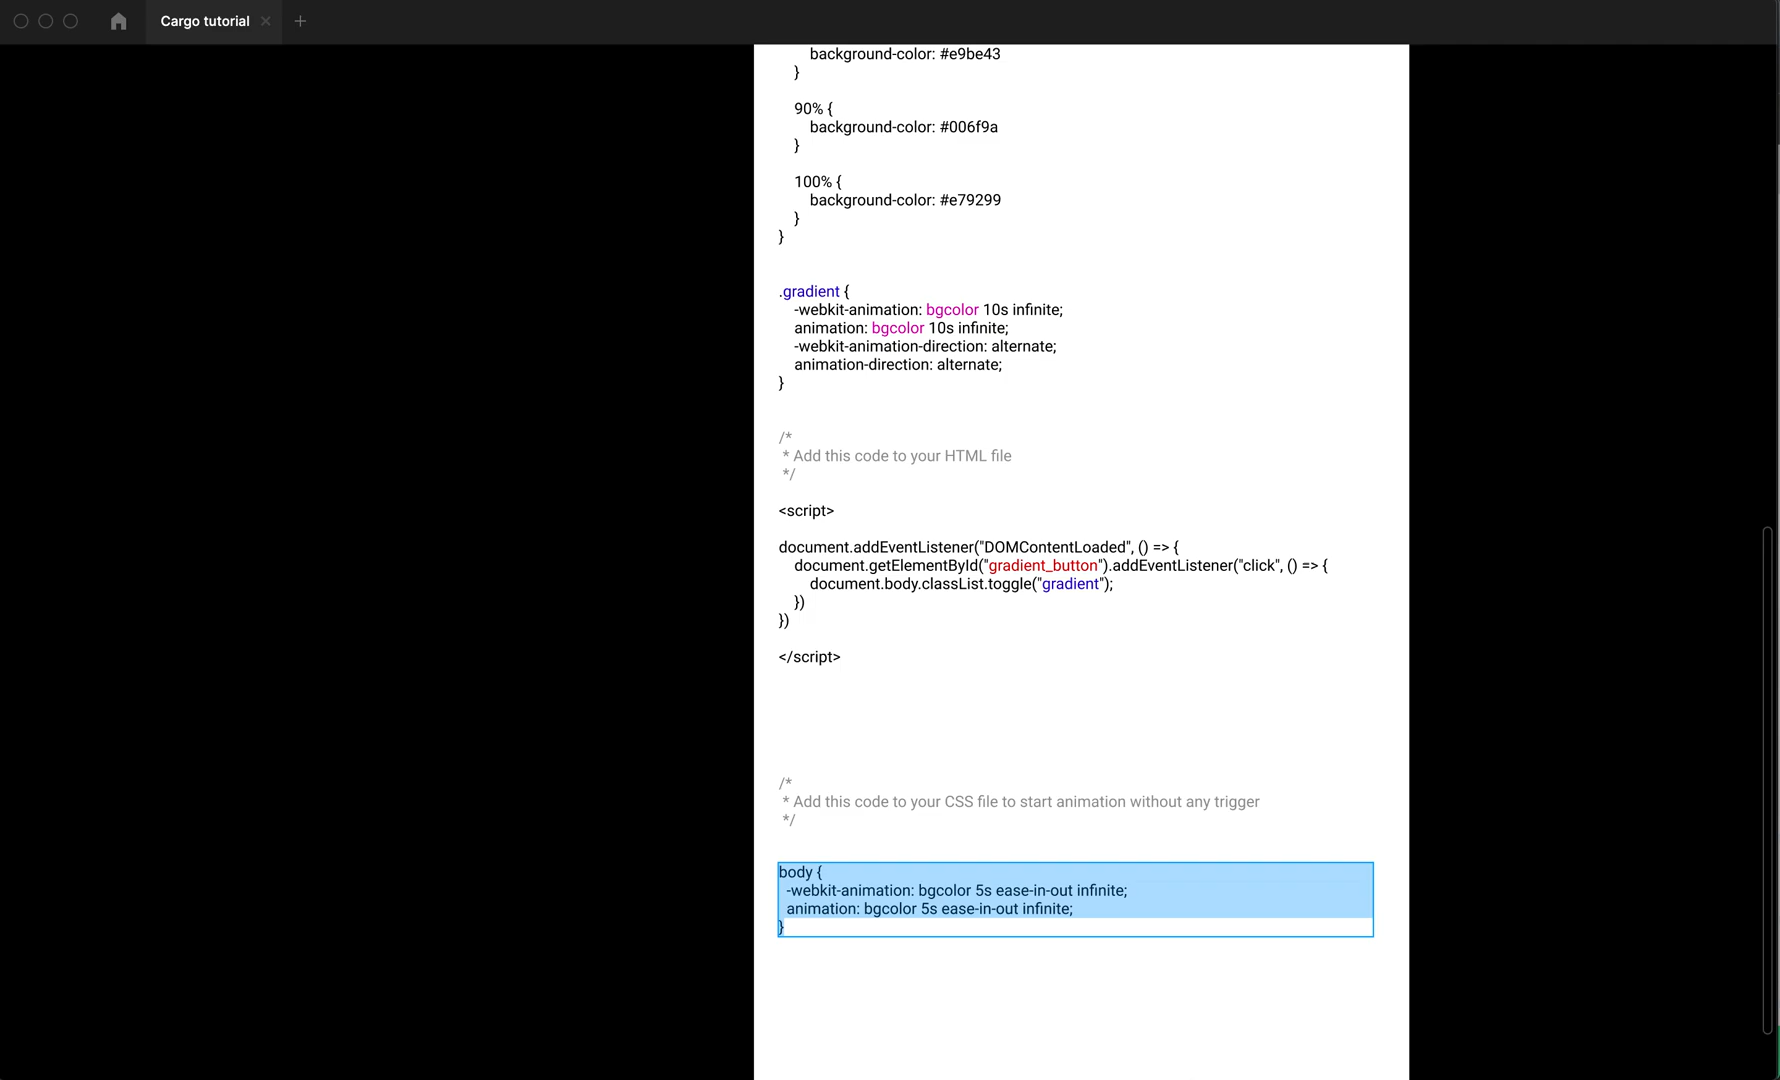 Cargo tutorial
background-color: #e9be43
}
90% {
background-color: #006f9a
}
100% {
background-color: #e79299
}
}
.gradient {
-webkit-animation: bgcolor 10s infinite;
animation: bgcolor 10s infinite;
-webkit-animation-direction: alternate;
animation-direction: alternate;
}
/*
* Add this code to your HTML file
*/
<script>
document.addEventListener("DOMContentLoaded", () => {
document.getElementById("gradient_button").addEventListener("click", () => {
document.body.classList.toggle("gradient");
})
})
</script>
/*
* Add this code to your CSS file to start animation without any trigger
*/
body {
-webkit-animation: bgcolor 5s ease-in-out infinite;
animation: bgcolor 5s ease-in-out infinite;
}